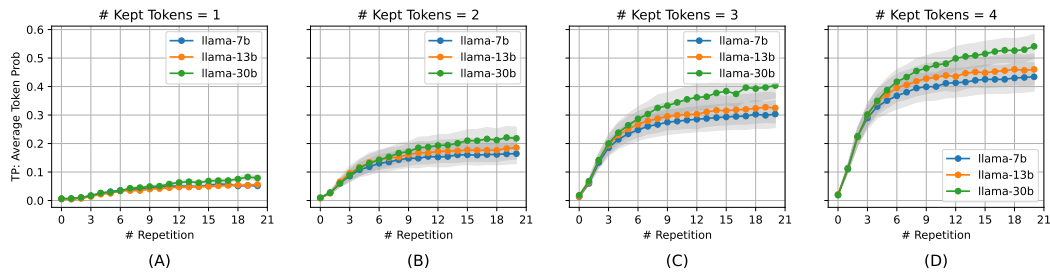 # Kept Tokens = 1
TP: Average Token Prob
0.6
0.5
0.4
0.3
0.2
0.1
0.0
llama-7b
llama-13b
llama-30b
0 3 6 9 12 15 18 21
# Repetition
(A)
# Kept Tokens = 2
llama-7b
llama-13b
llama-30b
0 3 6 9 12 15 18 21
# Repetition
(B)
# Kept Tokens = 3
llama-7b
llama-13b
llama-30b
0 3 6 9 12 15 18 21
# Repetition
(C)
# Kept Tokens = 4
llama-7b
llama-13b
llama-30b
0 3 6 9 12 15 18 21
# Repetition
(D)